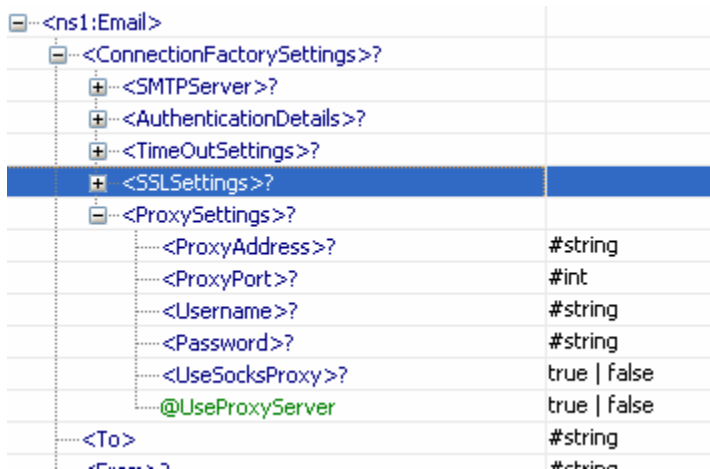 <ns1:Email>
<ConnectionFactorySettings>?
<SMTPServer>?
<AuthenticationDetails>?
<TimeOutSettings>?
<SSLSettings>?
<ProxySettings>?
<ProxyAddress>? #string
<ProxyPort>? #int
<Username>? #string
<Password>? #string
<UseSocksProxy>? true | false
@UseProxyServer true | false
<To> #string
#string